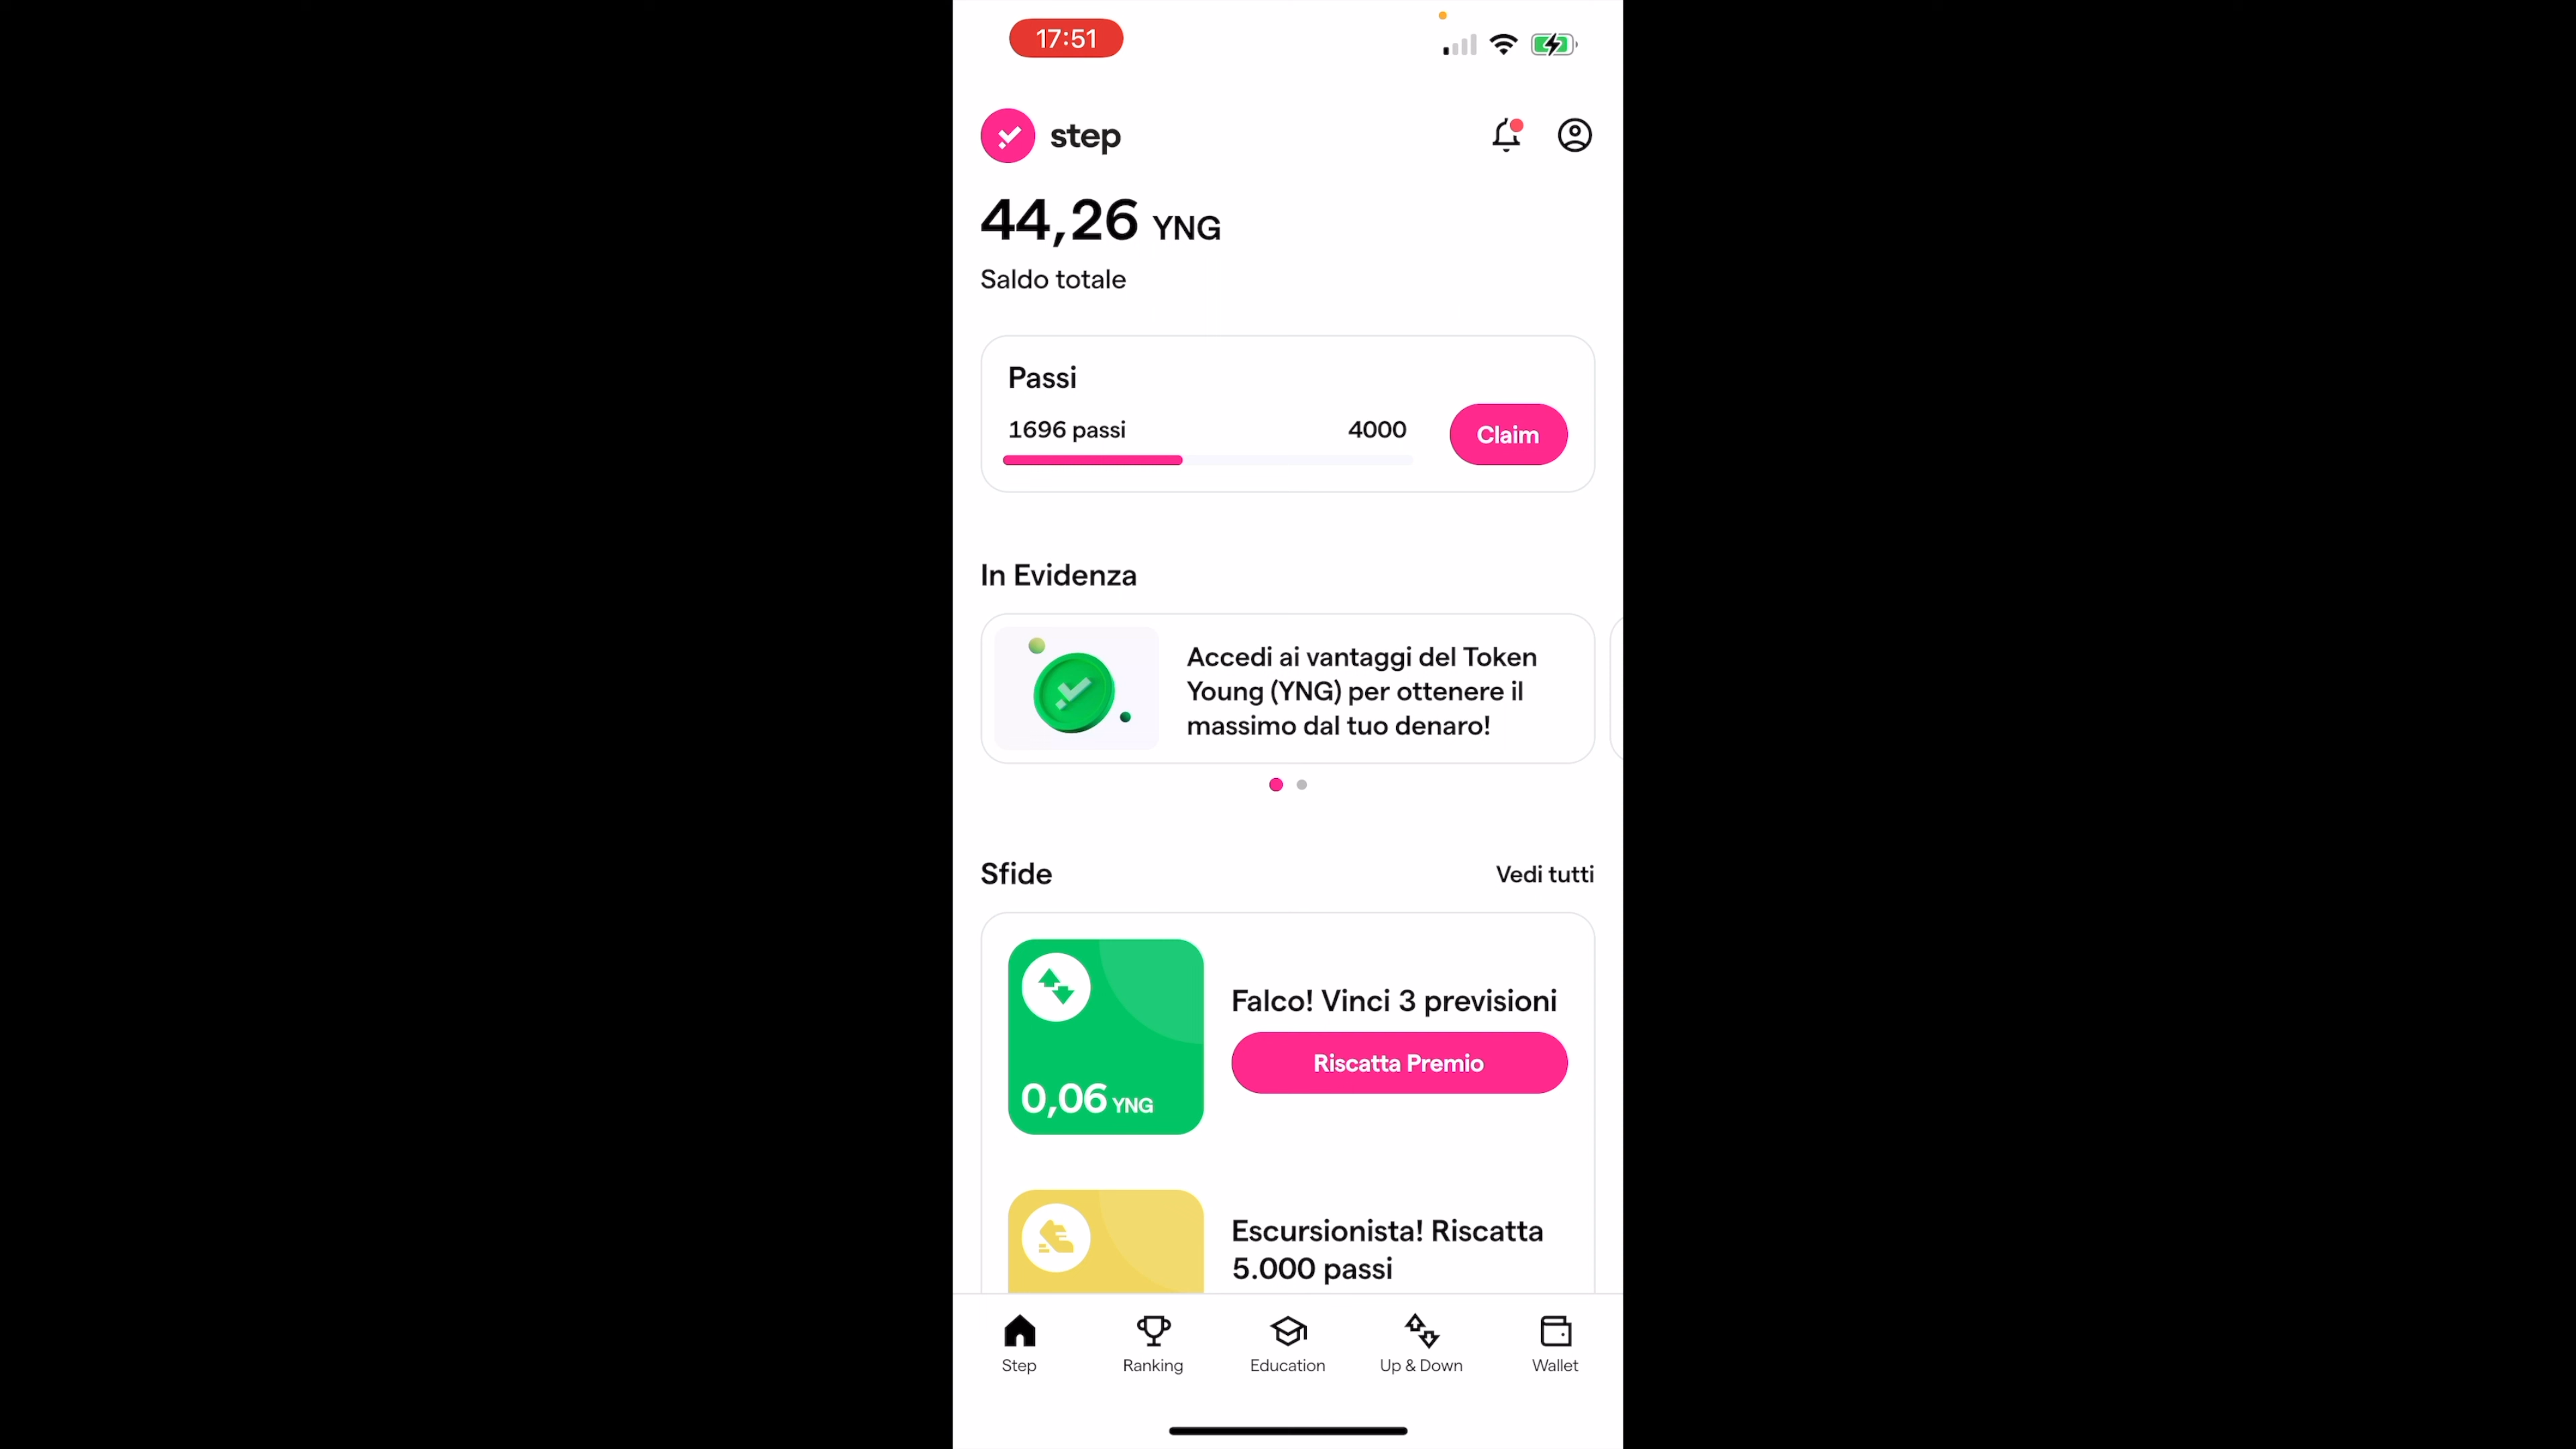 17:51
step
44,26 YNG
Saldo totale
Passi
1696 passi 4000
Claim
In Evidenza
Accedi ai vantaggi del Token
Young (YNG) per ottenere il
massimo dal tuo denaro!
Sfide Vedi tutti
Falco! Vinci 3 previsioni
Riscatta Premio
0,06 YNG
Escursionista! Riscatta
5.000 passi
Step Ranking Education Up & Down Wallet